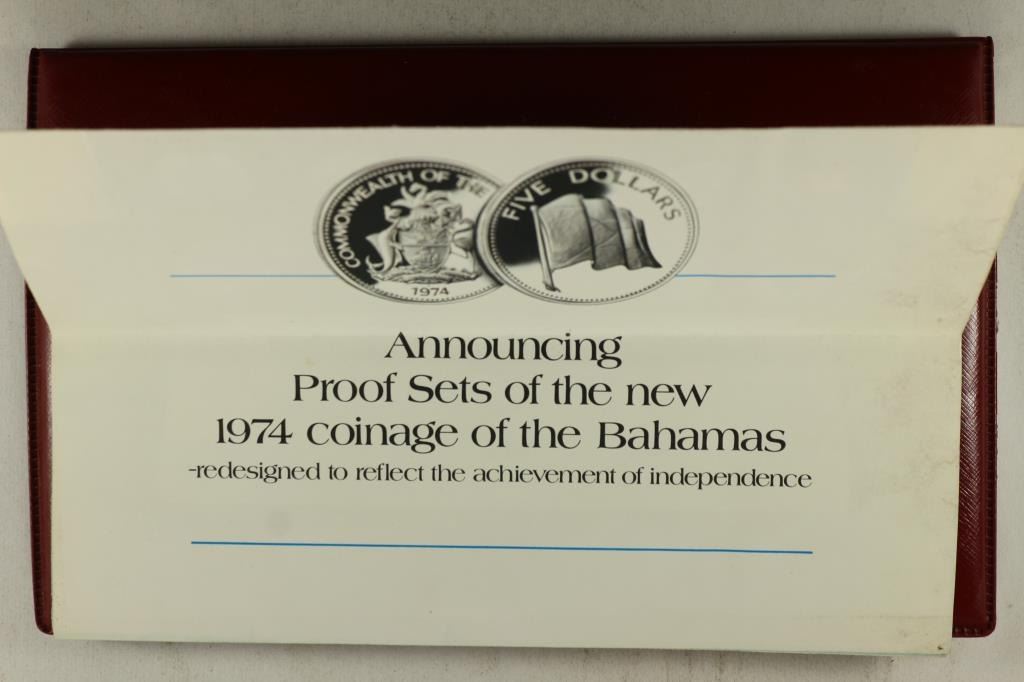 COMMONWEALTH OF THE
1974
FIVE DOLLARS
Announcing
Proof Sets of the new
1974 coinage of the Bahamas
-redesigned to reflect the achievement of independence